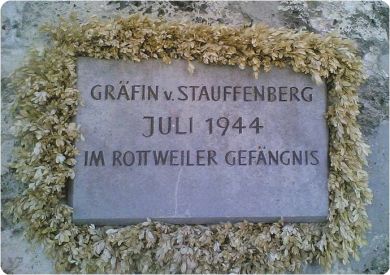 GRÄFIN v. STAUFFENBERG
JULI 1944
IM ROTTWEILER GEFÄNGNIS